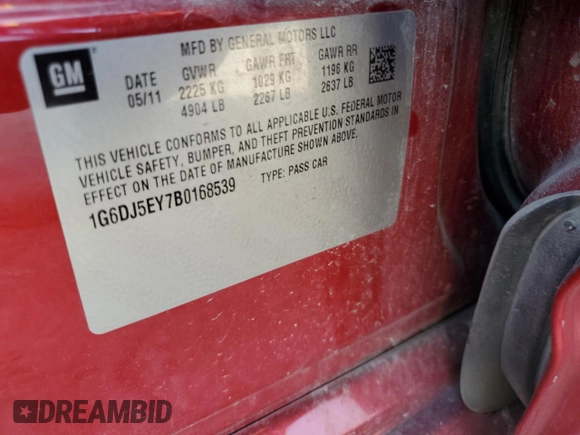 MFD BY GENERAL MOTORS LLC
GM
DATE GVWR GAWR FRT GAWR RR
05/11 2225 KG 1029 KG 1196 KG
4904 LB 2267 LB 2637 LB
THIS VEHICLE CONFORMS TO ALL APPLICABLE U.S. FEDERAL MOTOR
VEHICLE SAFETY, BUMPER, AND THEFT PREVENTION STANDARDS IN
EFFECT ON THE DATE OF MANUFACTURE SHOWN ABOVE.
1G6DJ5EY7B0168539 TYPE: PASS CAR
DREAMBID